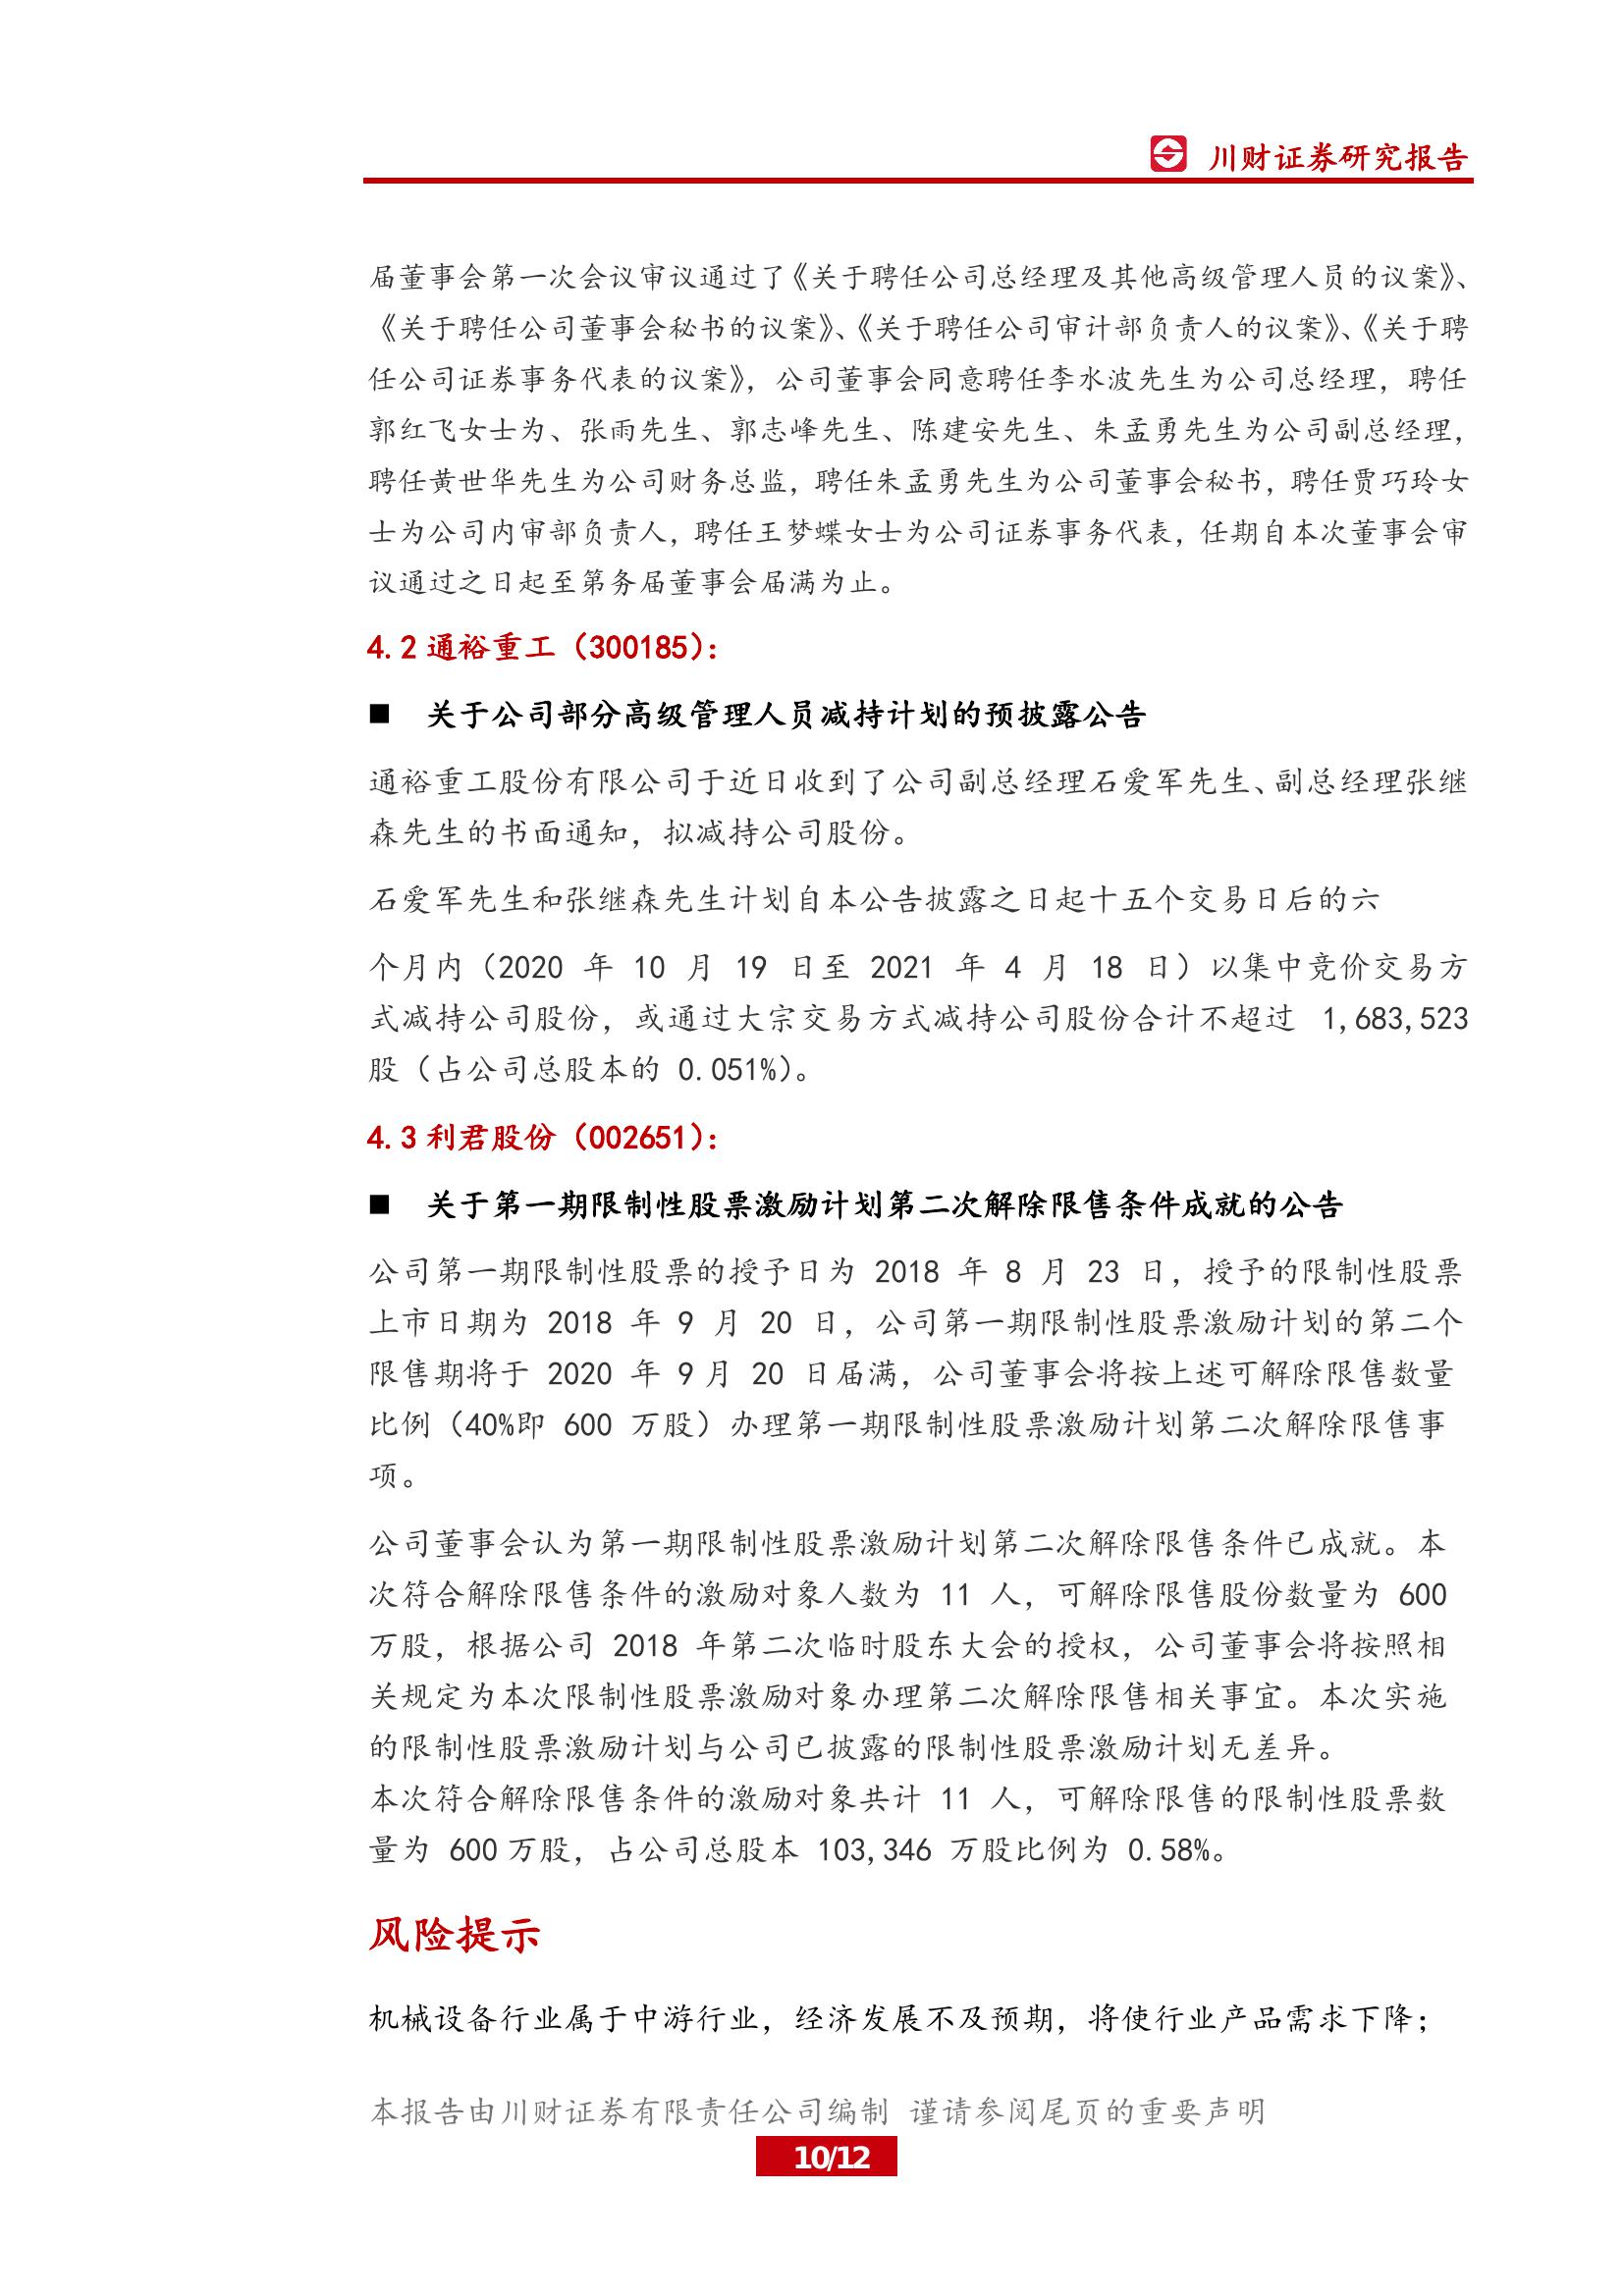 川财证券研究报告
届董事会第一次会议审议通过了《关于聘任公司总经理及其他高级管理人员的议案》、
《关于聘任公司董事会秘书的议案》、《关于聘任公司审计部负责人的议案》、《关于聘
任公司证券事务代表的议案》，公司董事会同意聘任李水波先生为公司总经理，聘任
郭红飞女士为、张雨先生、郭志峰先生、陈建安先生、朱孟勇先生为公司副总经理，
聘任黄世华先生为公司财务总监，聘任朱孟勇先生为公司董事会秘书，聘任贾巧玲女
士为公司内审部负责人，聘任王梦蝶女士为公司证券事务代表，任期自本次董事会审
议通过之日起至第务届董事会届满为止。
4.2 通裕重工（300185）：
■ 关于公司部分高级管理人员减持计划的预披露公告
通裕重工股份有限公司于近日收到了公司副总经理石爱军先生、副总经理张继
森先生的书面通知，拟减持公司股份。
石爱军先生和张继森先生计划自本公告披露之日起十五个交易日后的六
个月内（2020 年 10 月 19 日至 2021 年 4 月 18 日）以集中竞价交易方
式减持公司股份，或通过大宗交易方式减持公司股份合计不超过 1,683,523
股（占公司总股本的 0.051%）。
4.3 利君股份（002651）：
■ 关于第一期限制性股票激励计划第二次解除限售条件成就的公告
公司第一期限制性股票的授予日为 2018 年 8 月 23 日，授予的限制性股票
上市日期为 2018 年 9 月 20 日，公司第一期限制性股票激励计划的第二个
限售期将于 2020 年 9 月 20 日届满，公司董事会将按上述可解除限售数量
比例（40%即 600 万股）办理第一期限制性股票激励计划第二次解除限售事
项。
公司董事会认为第一期限制性股票激励计划第二次解除限售条件已成就。本
次符合解除限售条件的激励对象人数为 11 人，可解除限售股份数量为 600
万股，根据公司 2018 年第二次临时股东大会的授权，公司董事会将按照相
关规定为本次限制性股票激励对象办理第二次解除限售相关事宜。本次实施
的限制性股票激励计划与公司已披露的限制性股票激励计划无差异。
本次符合解除限售条件的激励对象共计 11 人，可解除限售的限制性股票数
量为 600 万股，占公司总股本 103,346 万股比例为 0.58%。
风险提示
机械设备行业属于中游行业，经济发展不及预期，将使行业产品需求下降；
本报告由川财证券有限责任公司编制 谨请参阅尾页的重要声明
10/12